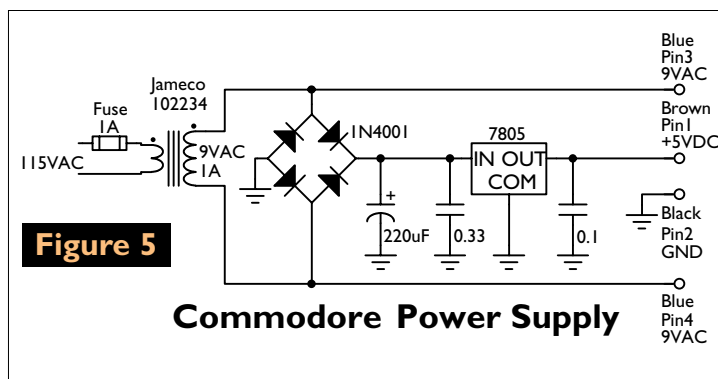 Blue
Pin3
9VAC
Jameco
102234
Fuse
1A
1N4001
7805
Brown
Pin1
+5VDC
115VAC
9VAC
1A
IN OUT
COM
+
220uF
0.33
0.1
Black
Pin2
GND
Figure 5
Commodore Power Supply
Blue
Pin4
9VAC